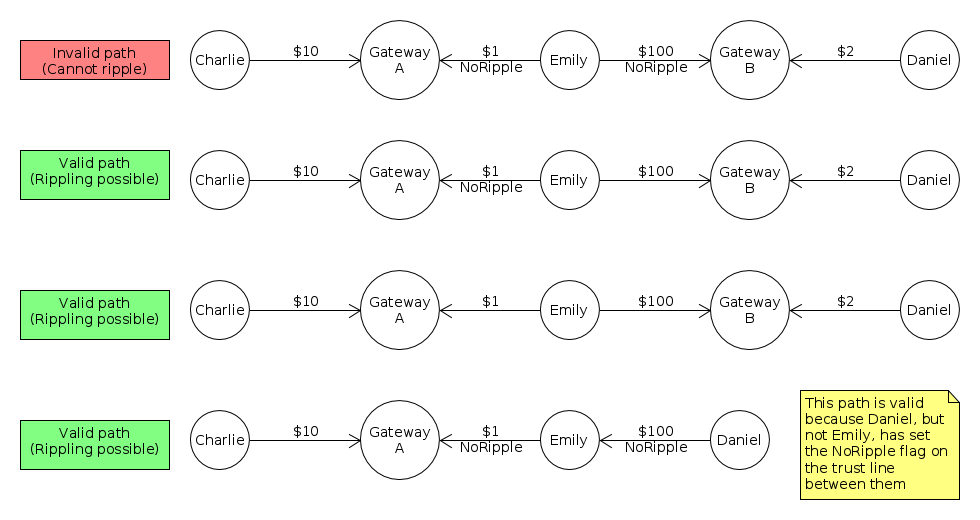 Invalid path
(Cannot ripple)
Charlie
$10
Gateway
A
$1
NoRipple
Emily
$100
NoRipple
Gateway
B
$2
Daniel
Valid path
(Rippling possible)
Charlie
$10
Gateway
A
$1
NoRipple
Emily
$100
Gateway
B
$2
Daniel
Valid path
(Rippling possible)
Charlie
$10
Gateway
A
$1
Emily
$100
Gateway
B
$2
Daniel
Valid path
(Rippling possible)
Charlie
$10
Gateway
A
$1
NoRipple
Emily
$100
NoRipple
Daniel
This path is valid
because Daniel, but
not Emily, has set
the NoRipple flag on
the trust line
between them